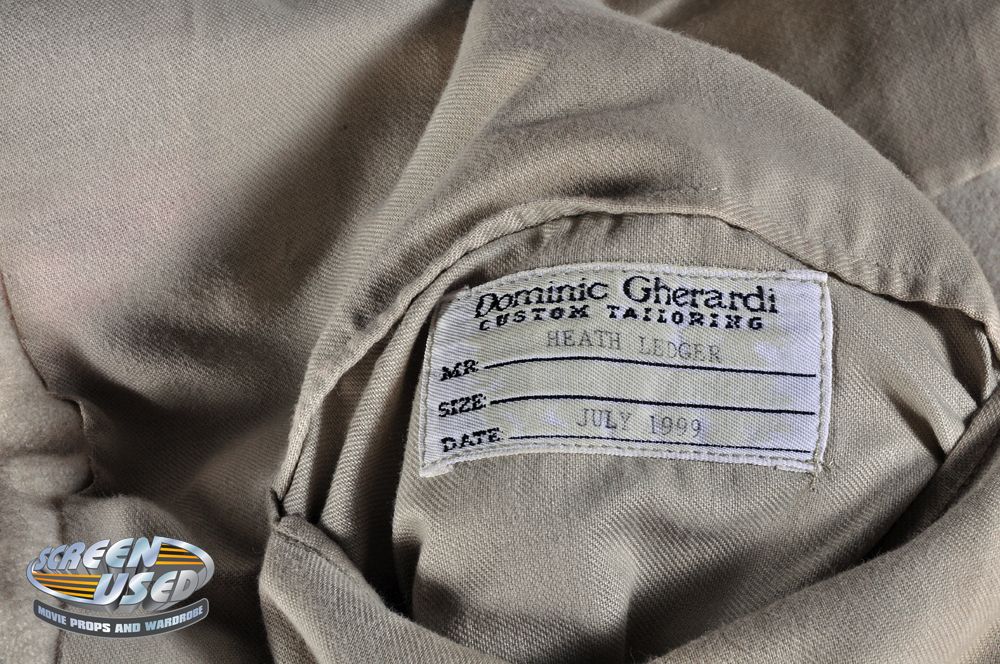 Dominic Gherardi
CUSTOM TAILORING
HEATH LEDGER
MR
SIZE
JULY 1999
DATE
SCREEN
USED
MOVIE PROPS AND WARDROBE